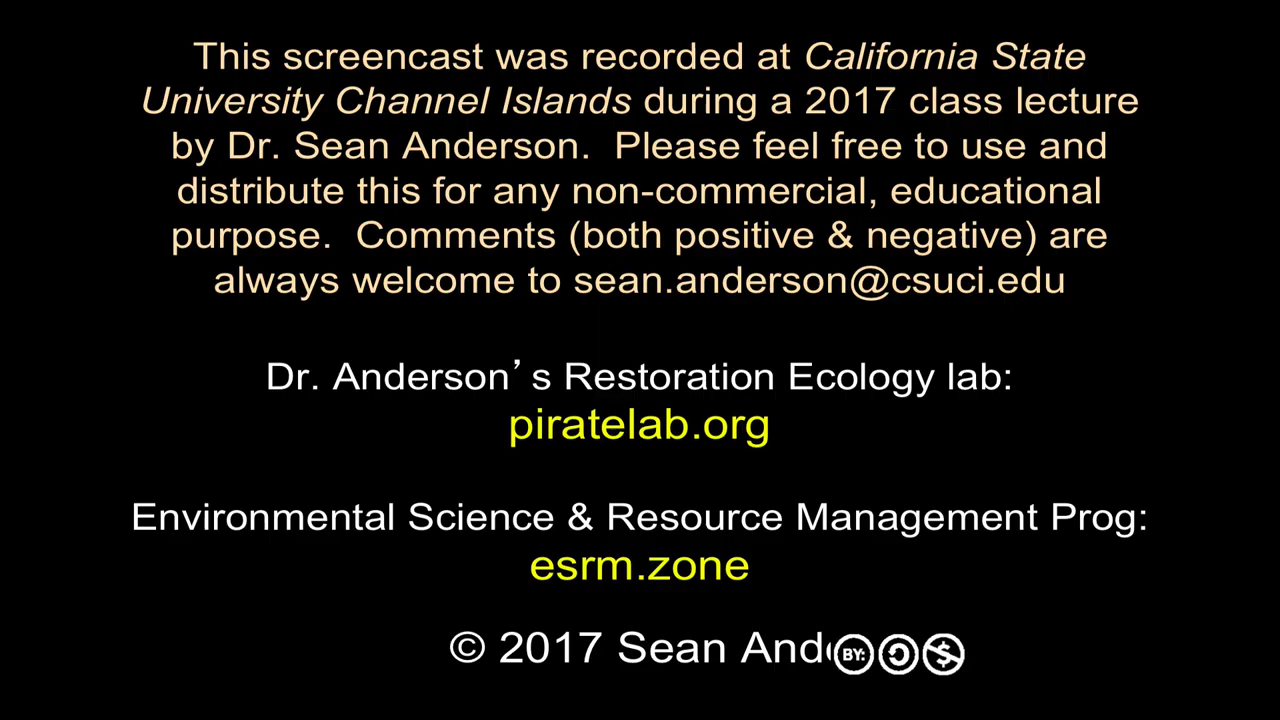 This screencast was recorded at California State
University Channel Islands during a 2017 class lecture
by Dr. Sean Anderson.  Please feel free to use and
distribute this for any non-commercial, educational
purpose.  Comments (both positive & negative) are
always welcome to sean.anderson@csuci.edu
Dr. Anderson’s Restoration Ecology lab:
piratelab.org
Environmental Science & Resource Management Prog:
esrm.zone
© 2017 Sean And
BY: